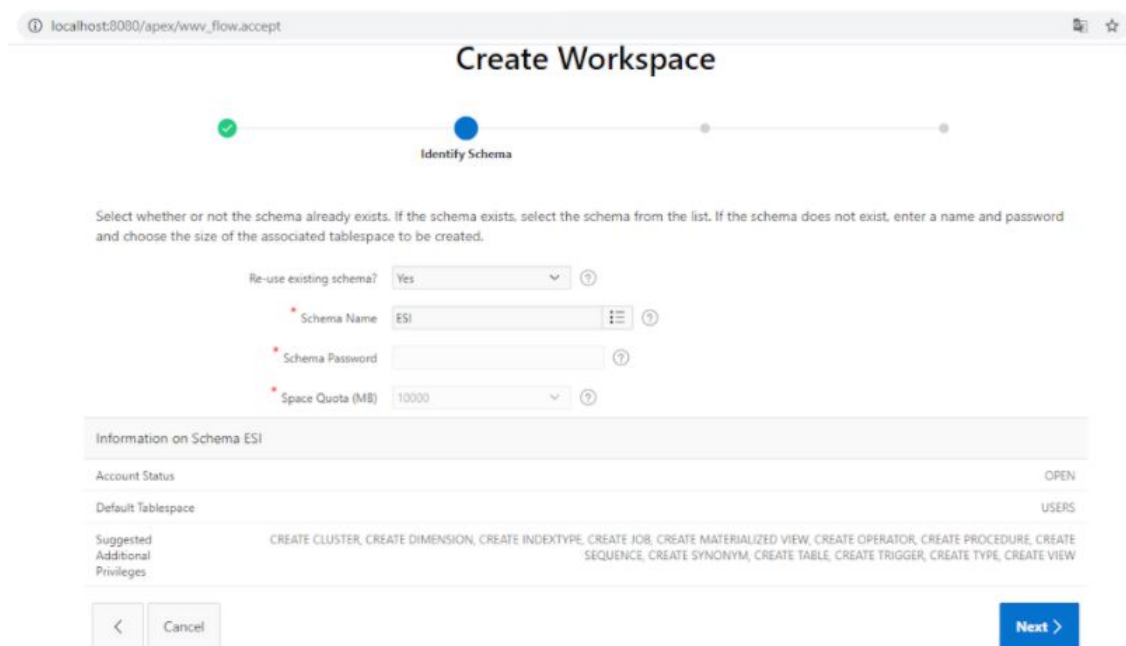 localhost:8080/apex/wwv_flow.accept
Create Workspace
Identify Schema
Select whether or not the schema already exists. If the schema exists, select the schema from the list. If the schema does not exist, enter a name and password
and choose the size of the associated tablespace to be created.
Re-use existing schema? Yes
* Schema Name ESI
* Schema Password
* Space Quota (MB) 10000
Information on Schema ESI
Account Status OPEN
Default Tablespace USERS
Suggested Additional Privileges CREATE CLUSTER, CREATE DIMENSION, CREATE INDEXTYPE, CREATE JOB, CREATE MATERIALIZED VIEW, CREATE OPERATOR, CREATE PROCEDURE, CREATE
SEQUENCE, CREATE SYNONYM, CREATE TABLE, CREATE TRIGGER, CREATE TYPE, CREATE VIEW
Cancel
Next